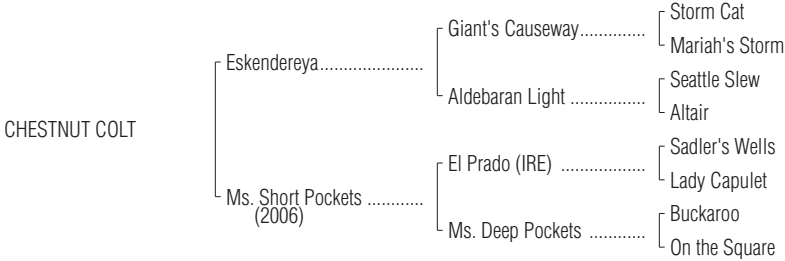 Storm Cat
Giant's Causeway..............
Mariah's Storm
Eskendereya......................
Seattle Slew
Aldebaran Light ................
Altair
CHESTNUT COLT
Sadler's Wells
El Prado (IRE) ..................
Lady Capulet
Ms. Short Pockets ............
(2006)
Buckaroo
Ms. Deep Pockets ............
On the Square